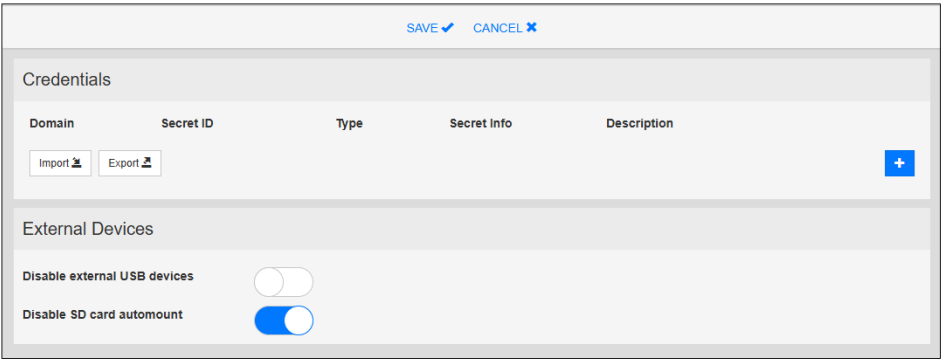 SAVE CANCEL
Credentials
Domain Secret ID Type Secret Info Description
Import Export
External Devices
Disable external USB devices
Disable SD card automount